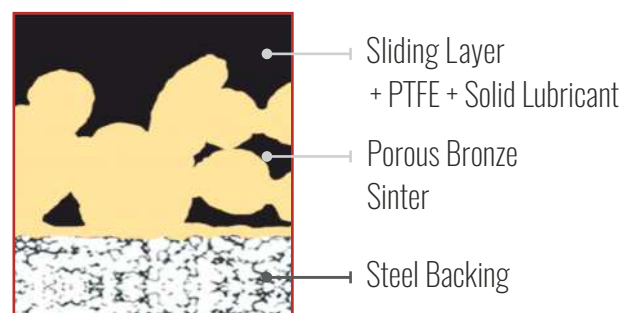 Sliding Layer
+ PTFE + Solid Lubricant
Porous Bronze
Sinter
Steel Backing